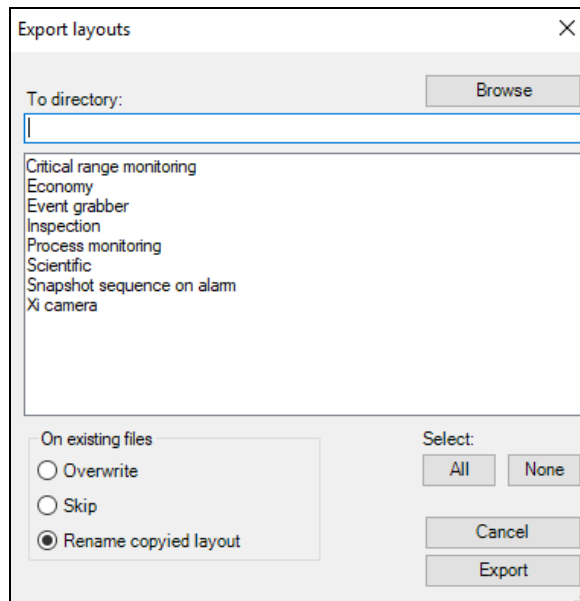 Export layouts
To directory:
Browse
Critical range monitoring
Economy
Event grabber
Inspection
Process monitoring
Scientific
Snapshot sequence on alarm
Xi camera
On existing files
Overwrite
Skip
Rename copyied layout
Select:
All
None
Cancel
Export